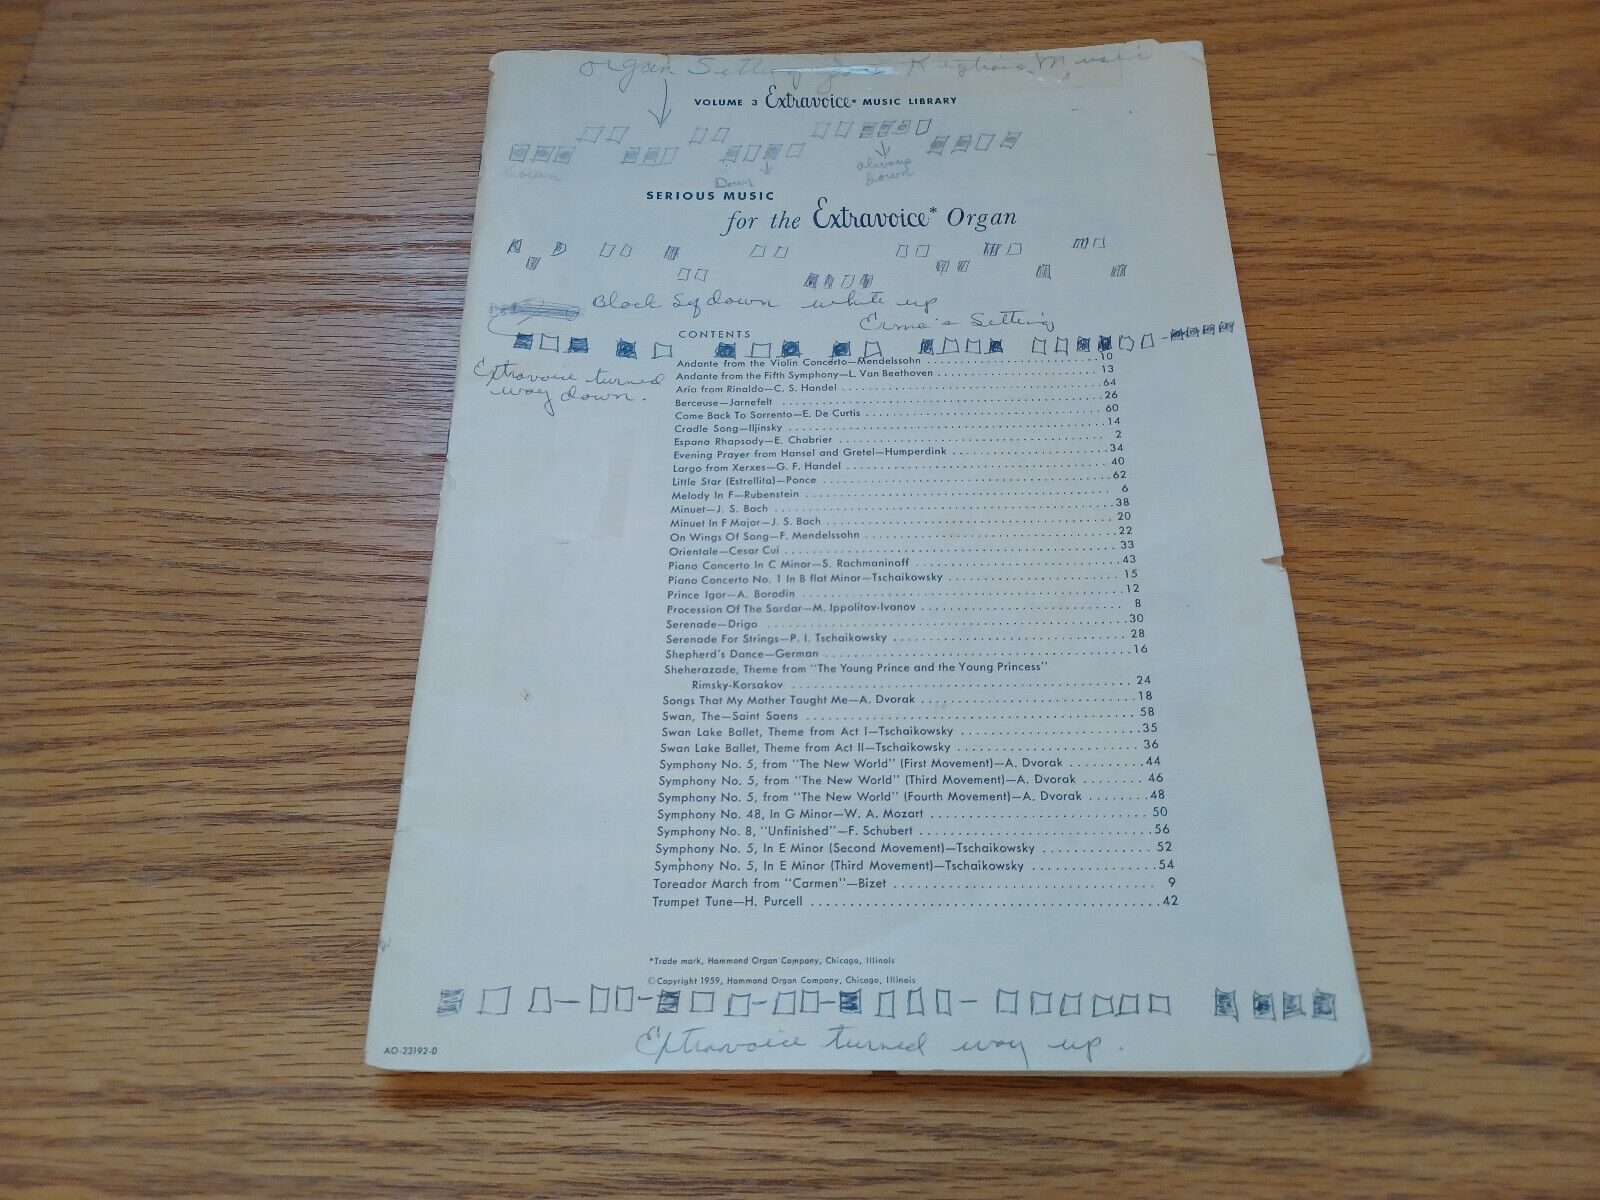 organ Setting for Religious Music
VOLUME 3 Extravoice* MUSIC LIBRARY
Down
always
Down
SERIOUS MUSIC
for the Extravoice* Organ
Black Sq down white up
Erma's Setting
CONTENTS
Extravoice turned
way down.
Andante from the Violin Concerto—Mendelssohn 10
Andante from the Fifth Symphony—L. Van Beethoven 13
Aria from Rinaldo—C. S. Handel 64
Berceuse—Jarnefelt 26
Come Back To Sorrento—E. De Curtis 60
Cradle Song—Iljinsky 14
Espana Rhapsody—E. Chabrier 2
Evening Prayer from Hansel and Gretel—Humperdink 34
Largo from Xerxes—G. F. Handel 40
Little Star (Estrellita)—Ponce 62
Melody In F—Rubenstein 6
Minuet—J. S. Bach 38
Minuet In F Major—J. S. Bach 20
On Wings Of Song—F. Mendelssohn 22
Orientale—Cesar Cui 33
Piano Concerto In C Minor—S. Rachmaninoff 43
Piano Concerto No. 1 In B flat Minor—Tschaikowsky 15
Prince Igor—A. Borodin 12
Procession Of The Sardar—M. Ippolitov-Ivanov 8
Serenade—Drigo 30
Serenade For Strings—P. I. Tschaikowsky 28
Shepherd's Dance—German 16
Sheherazade, Theme from "The Young Prince and the Young Princess"
Rimsky-Korsakov 24
Songs That My Mother Taught Me—A. Dvorak 18
Swan, The—Saint Saens 58
Swan Lake Ballet, Theme from Act I—Tschaikowsky 35
Swan Lake Ballet, Theme from Act II—Tschaikowsky 36
Symphony No. 5, from "The New World" (First Movement)—A. Dvorak 44
Symphony No. 5, from "The New World" (Third Movement)—A. Dvorak 46
Symphony No. 5, from "The New World" (Fourth Movement)—A. Dvorak 48
Symphony No. 48, In G Minor—W. A. Mozart 50
Symphony No. 8, "Unfinished"—F. Schubert 56
Symphony No. 5, In E Minor (Second Movement)—Tschaikowsky 52
Symphony No. 5, In E Minor (Third Movement)—Tschaikowsky 54
Toreador March from "Carmen"—Bizet 9
Trumpet Tune—H. Purcell 42
*Trade mark, Hammond Organ Company, Chicago, Illinois
©Copyright 1959, Hammond Organ Company, Chicago, Illinois
Extravoice turned way up.
AO-23192-0